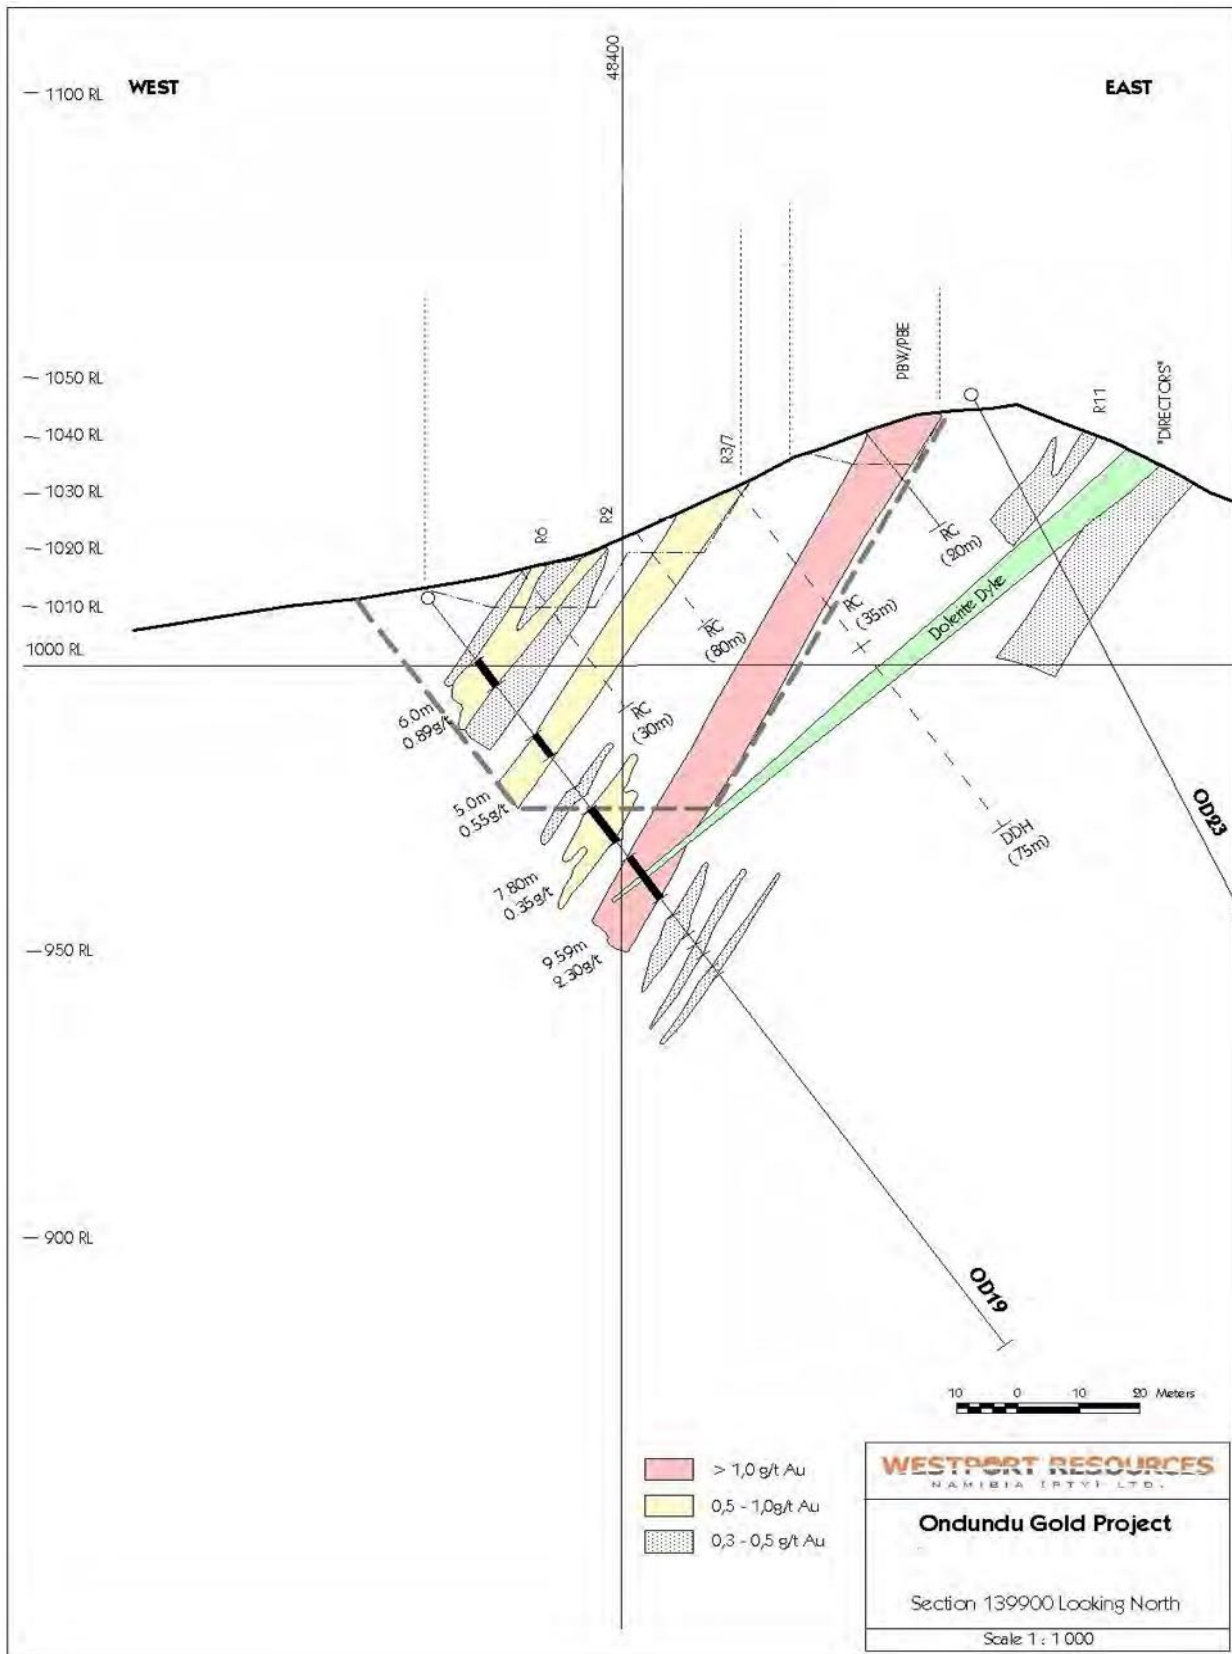 48400
— 1100 RL
WEST
EAST
— 1050 RL
— 1040 RL
— 1030 RL
— 1020 RL
— 1010 RL
1000 RL
— 950 RL
— 900 RL
R6
R2
R3/7
PBW/PBE
R11
"DIRECTORS"
RC
(20m)
RC
(35m)
RC
(80m)
RC
(30m)
Dolerite Dyke
DDH
(75m)
OD23
6.0m
0.89g/t
5.0m
0.55g/t
7.80m
0.35g/t
9.59m
2.30g/t
OD19
10 0 10 20 Meters
> 1,0 g/t Au
0,5 - 1,0g/t Au
0,3 - 0,5 g/t Au
WESTPORT RESOURCES
NAMIBIA (PTY) LTD.
Ondundu Gold Project
Section 139900 Looking North
Scale 1 : 1 000